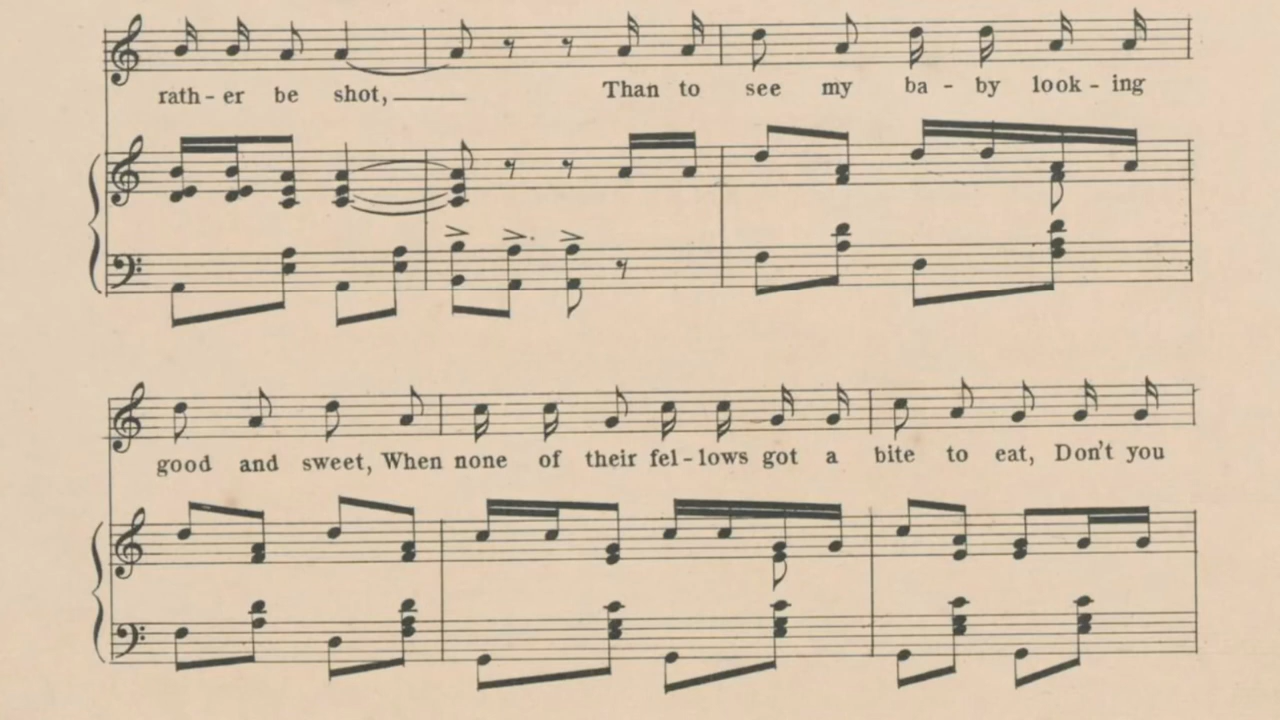 rath - er be shot, Than to see my ba - by look - ing
good and sweet, When none of their fel - lows got a bite to eat, Don't you